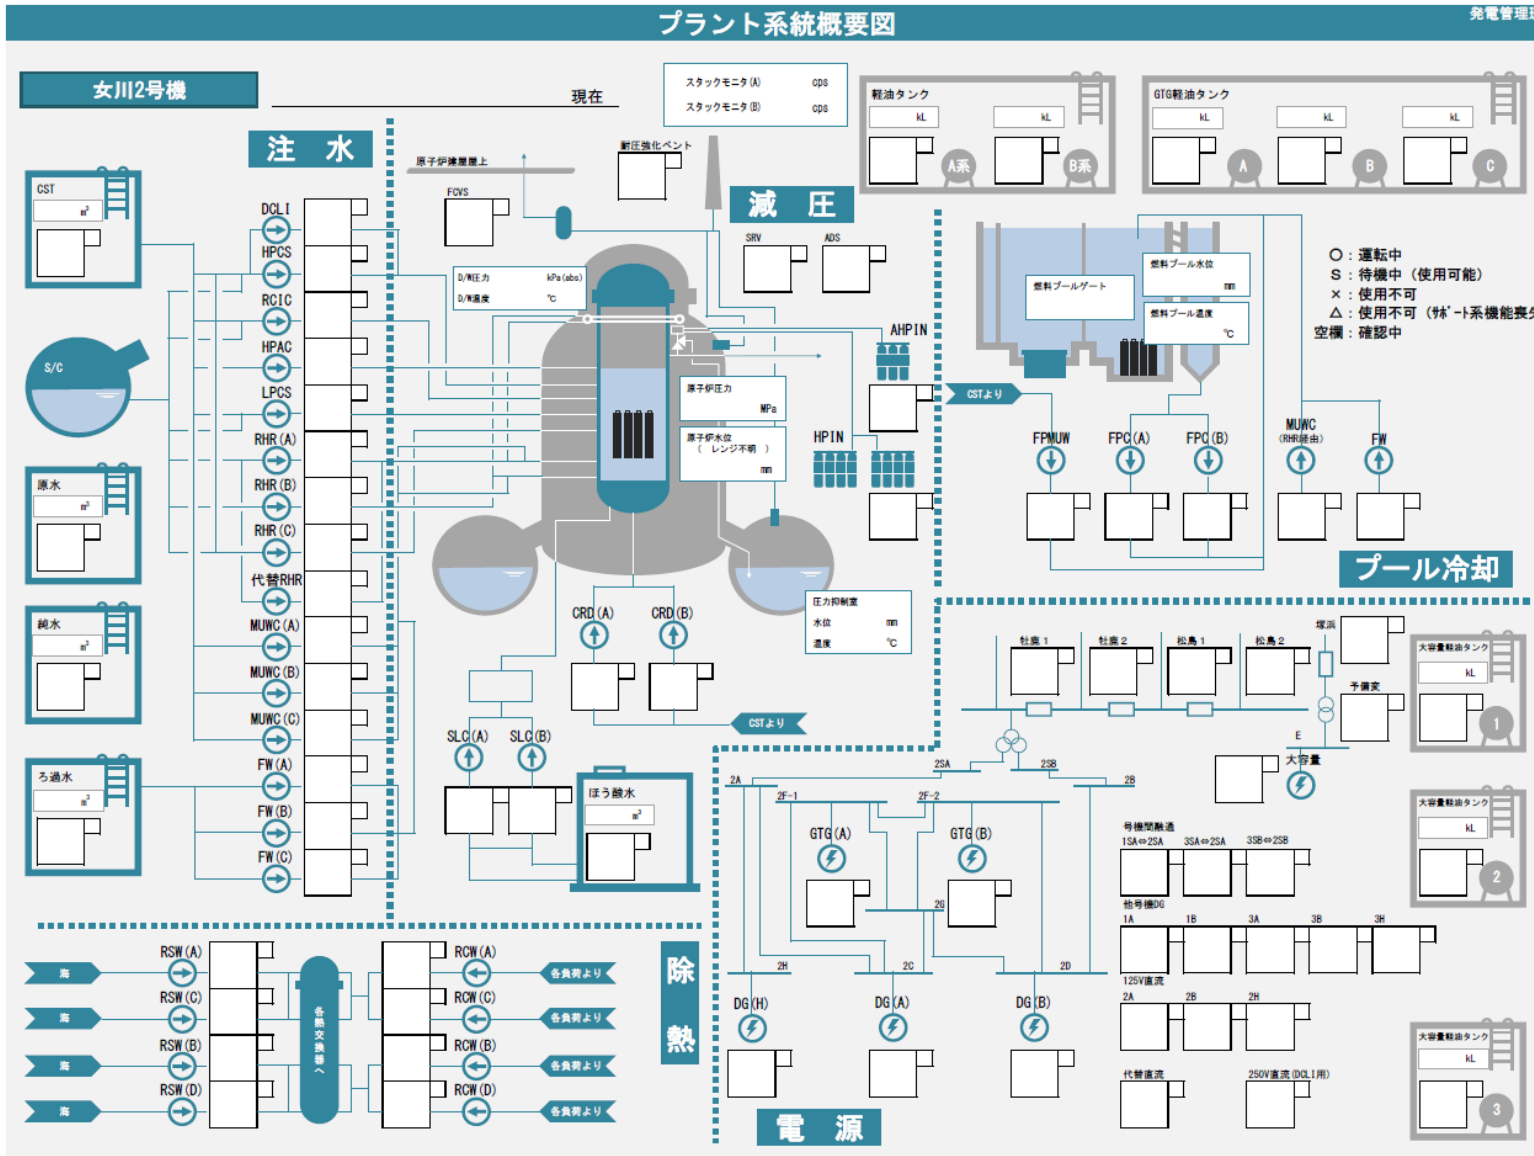 プラント系統概要図
発電管理班
女川2号機
現在
スタックモニタ(A) cps
スタックモニタ(B) cps
軽油タンク
kL
kL
A系
B系
GTG軽油タンク
kL
kL
kL
A
B
C
注 水
CST
m³
S/C
原水
m³
純水
m³
ろ過水
m³
DCLI
HPCS
RCIC
HPAC
LPCS
RHR(A)
RHR(B)
RHR(C)
代替RHR
MUWC(A)
MUWC(B)
MUWC(C)
FW(A)
FW(B)
FW(C)
原子炉建屋屋上
耐圧強化ベント
FCVS
減 圧
SRV
ADS
D/W圧力 kPa(abs)
D/W温度 ℃
AHPIN
HPIN
原子炉圧力
MPa
原子炉水位
( レンジ不明 )
mm
圧力抑制室
水位 mm
温度 ℃
CRD(A)
CRD(B)
CSTより
SLC(A)
SLC(B)
ほう酸水
m³
燃料プールゲート
燃料プール水位
mm
燃料プール温度
℃
○：運転中
S：待機中（使用可能）
×：使用不可
△：使用不可（ｻﾎﾟｰﾄ系機能喪失
空欄：確認中
CSTより
FPMUW
FPC(A)
FPC(B)
MUWC
(RHR経由)
FW
プール冷却
牡鹿1
牡鹿2
松島1
松島2
塚浜
予備変
E
大容量
2SA
2SB
2A
2B
2F-1
2F-2
GTG(A)
GTG(B)
2G
2H
2C
2D
DG(H)
DG(A)
DG(B)
電 源
号機間融通
1SA⇔2SA
3SA⇔2SA
3SB⇔2SB
他号機DG
1A
1B
3A
3B
3H
125V直流
2A
2B
2H
代替直流
250V直流(DCLI用)
大容量軽油タンク
kL
1
大容量軽油タンク
kL
2
大容量軽油タンク
kL
3
除
熱
海
海
海
海
RSW(A)
RSW(C)
RSW(B)
RSW(D)
各熱交換器へ
RCW(A)
RCW(C)
RCW(B)
RCW(D)
各負荷より
各負荷より
各負荷より
各負荷より